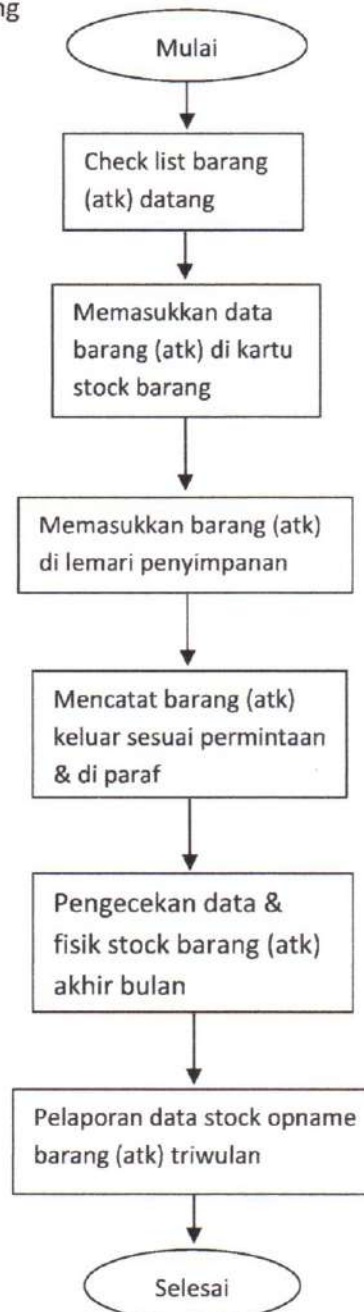 ng
Mulai
Check list barang
(atk) datang
Memasukkan data
barang (atk) di kartu
stock barang
Memasukkan barang (atk)
di lemari penyimpanan
Mencatat barang (atk)
keluar sesuai permintaan
& di paraf
Pengecekan data &
fisik stock barang (atk)
akhir bulan
Pelaporan data stock opname
barang (atk) triwulan
Selesai